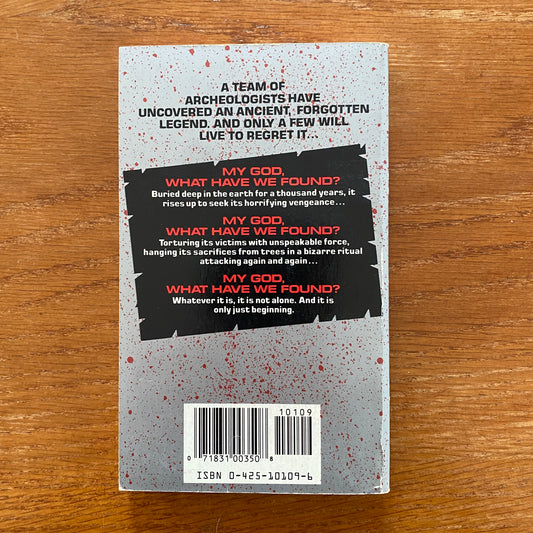 A TEAM OF
ARCHEOLOGISTS HAVE
UNCOVERED AN ANCIENT, FORGOTTEN
LEGEND. AND ONLY A FEW WILL
LIVE TO REGRET IT...
MY GOD,
WHAT HAVE WE FOUND?
Buried deep in the earth for a thousand years, it
rises up to seek its horrifying vengeance...
MY GOD,
WHAT HAVE WE FOUND?
Torturing its victims with unspeakable force,
hanging its sacrifices from trees in a bizarre ritual
attacking again and again...
MY GOD,
WHAT HAVE WE FOUND?
Whatever it is, it is not alone. And it is
only just beginning.
10109
0 71831 00350 8
ISBN 0-425-10109-6